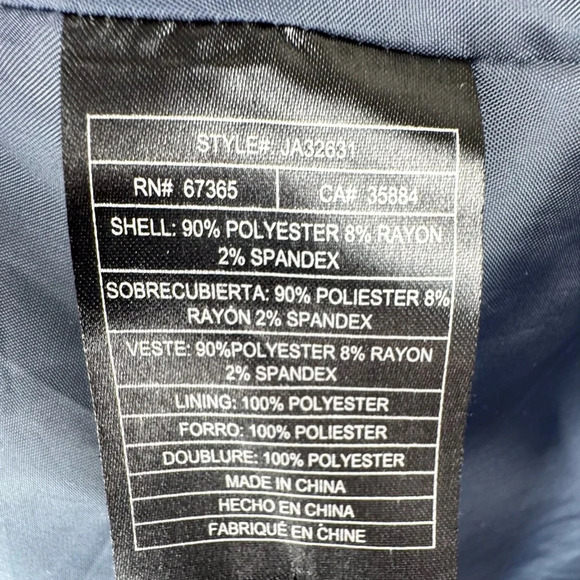 STYLE# JA32631
RN# 67365 CA# 35884
SHELL: 90% POLYESTER 8% RAYON
2% SPANDEX
SOBRECUBIERTA: 90% POLIESTER 8%
RAYON 2% SPANDEX
VESTE: 90%POLYESTER 8% RAYON
2% SPANDEX
LINING: 100% POLYESTER
FORRO: 100% POLIESTER
DOUBLURE: 100% POLYESTER
MADE IN CHINA
HECHO EN CHINA
FABRIQUÉ EN CHINE